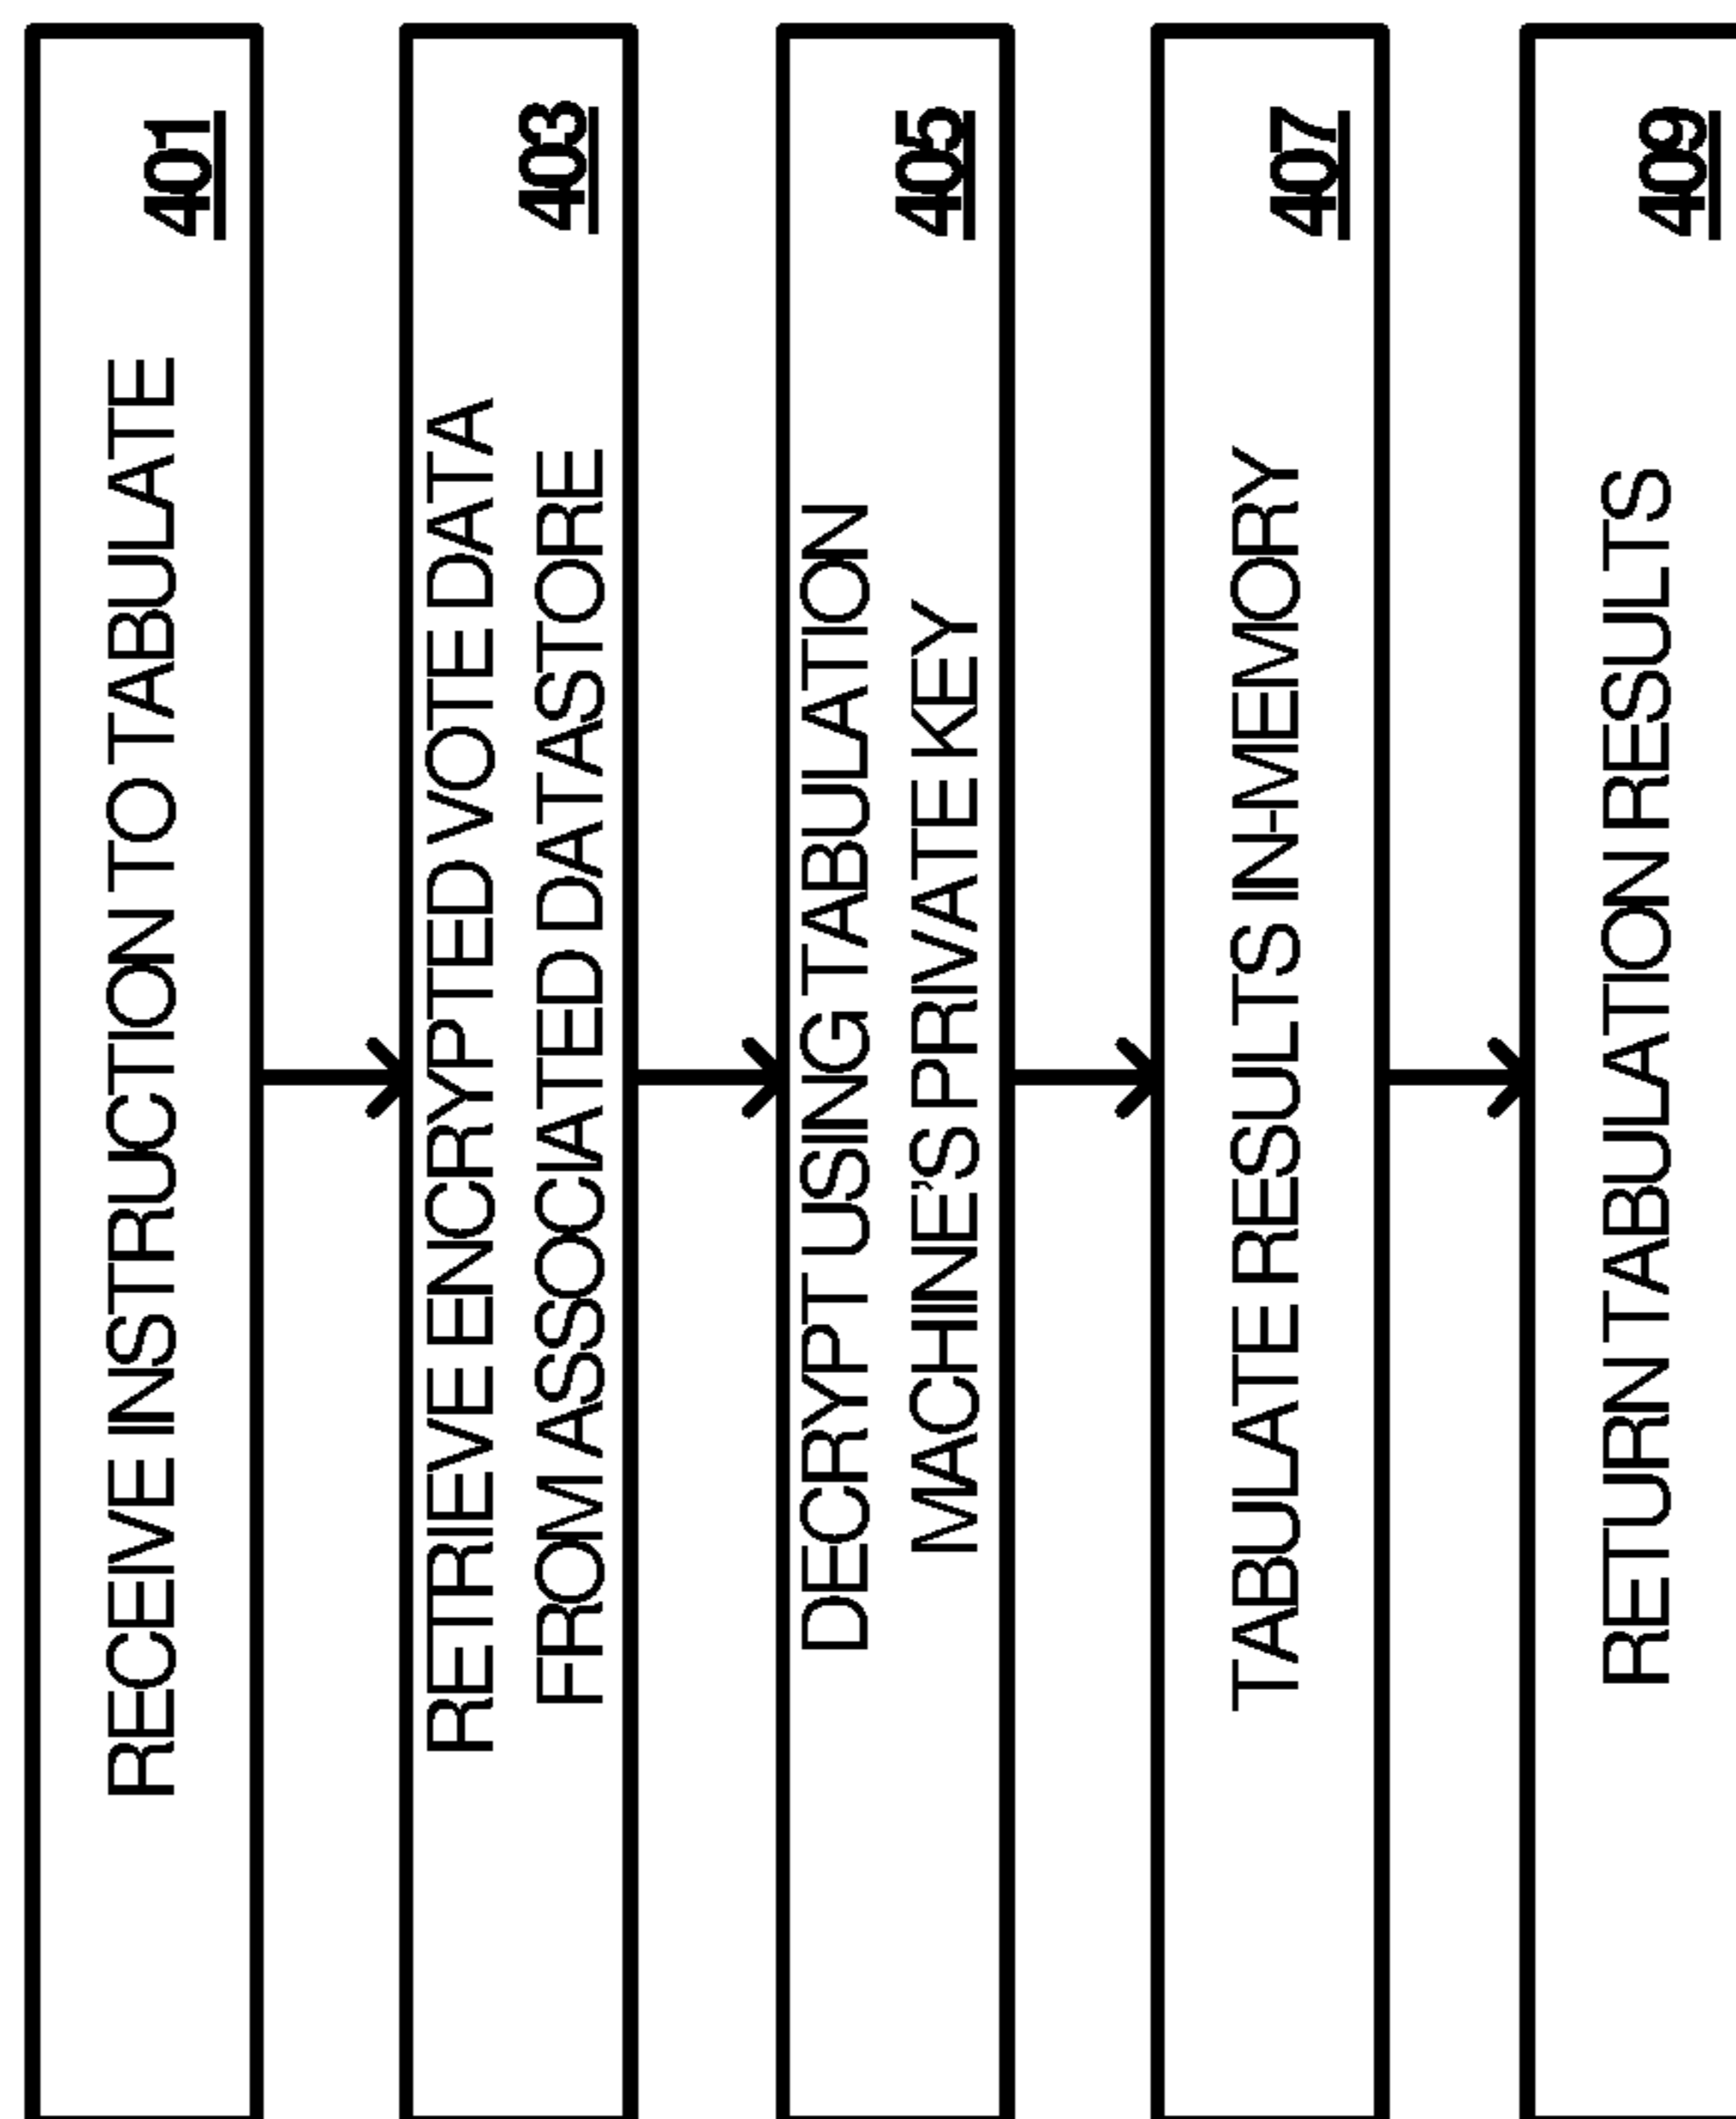 RECEIVE INSTRUCTION TO TABULATE
401
RETRIEVE ENCRYPTED VOTE DATA
FROM ASSOCIATED DATASTORE
403
DECRYPT USING TABULATION
MACHINE'S PRIVATE KEY
405
TABULATE RESULTS IN-MEMORY
407
RETURN TABULATION RESULTS
409